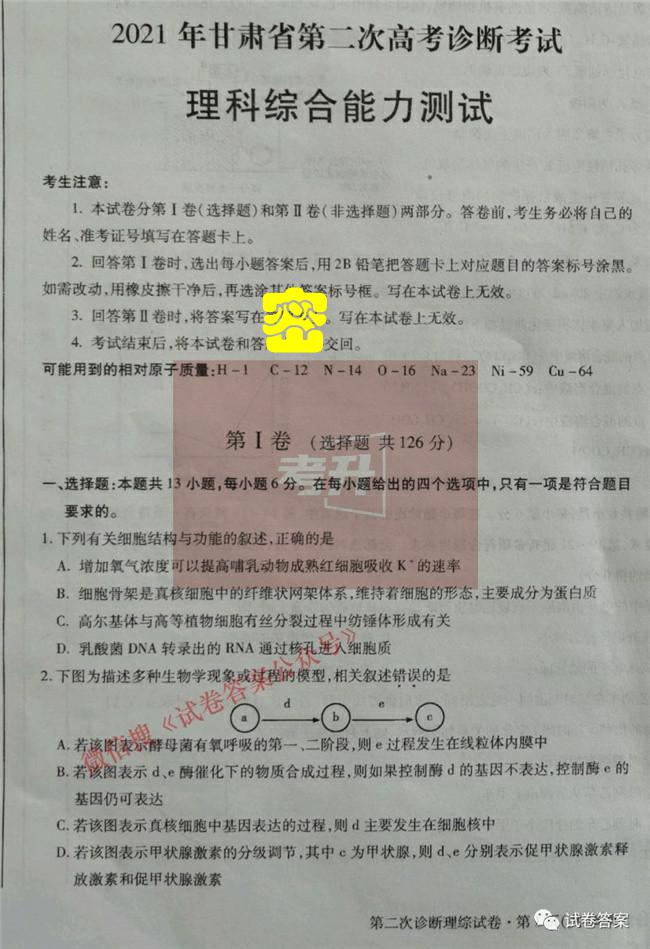 2021 年甘肃省第二次高考诊断考试
理科综合能力测试
考生注意:
1. 本试卷分第Ⅰ卷(选择题)和第Ⅱ卷(非选择题)两部分。答卷前,考生务必将自己的
姓名、准考证号填写在答题卡上。
2. 回答第Ⅰ卷时,选出每小题答案后,用2B铅笔把答题卡上对应题目的答案标号涂黑。
如需改动,用橡皮擦干净后,再选涂其他答案标号框。写在本试卷上无效。
3. 回答第Ⅱ卷时,将答案写在 。写在本试卷上无效。
4. 考试结束后,将本试卷和答 交回。
可能用到的相对原子质量:H-1 C-12 N-14 O-16 Na-23 Ni-59 Cu-64
第Ⅰ卷 (选择题 共126分)
考升
一、选择题:本题共13小题,每小题6分。在每小题给出的四个选项中,只有一项是符合题目
要求的。
1. 下列有关细胞结构与功能的叙述,正确的是
A. 增加氧气浓度可以提高哺乳动物成熟红细胞吸收K⁺的速率
B. 细胞骨架是真核细胞中的纤维状网架体系,维持着细胞的形态,主要成分为蛋白质
C. 高尔基体与高等植物细胞有丝分裂过程中纺锤体形成有关
D. 乳酸菌DNA转录出的RNA通过核孔进入细胞质
2. 下图为描述多种生物学现象或过程的模型,相关叙述错误的是
a d b e c
A. 若该图表示酵母菌有氧呼吸的第一、二阶段,则e过程发生在线粒体内膜中
B. 若该图表示d、e酶催化下的物质合成过程,则如果控制酶d的基因不表达,控制酶e的
基因仍可表达
C. 若该图表示真核细胞中基因表达的过程,则d主要发生在细胞核中
D. 若该图表示甲状腺激素的分级调节,其中c为甲状腺,则d、e分别表示促甲状腺激素释
放激素和促甲状腺激素
微信搜《试卷答案公众号》
第二次诊断理综试卷·第
试卷答案